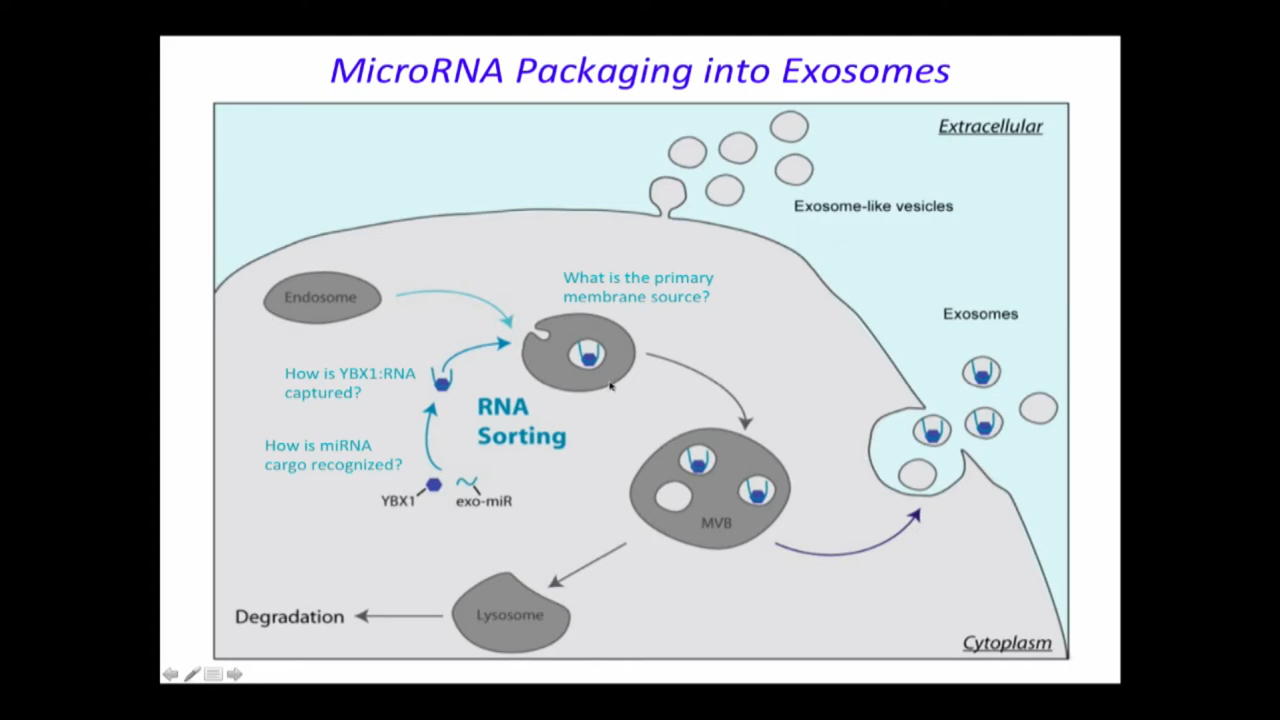 MicroRNA Packaging into Exosomes
Extracellular
Exosome-like vesicles
What is the primary
membrane source?
Endosome
Exosomes
How is YBX1:RNA
captured?
RNA
Sorting
How is miRNA
cargo recognized?
YBX1
exo-miR
MVB
Lysosome
Degradation
Cytoplasm